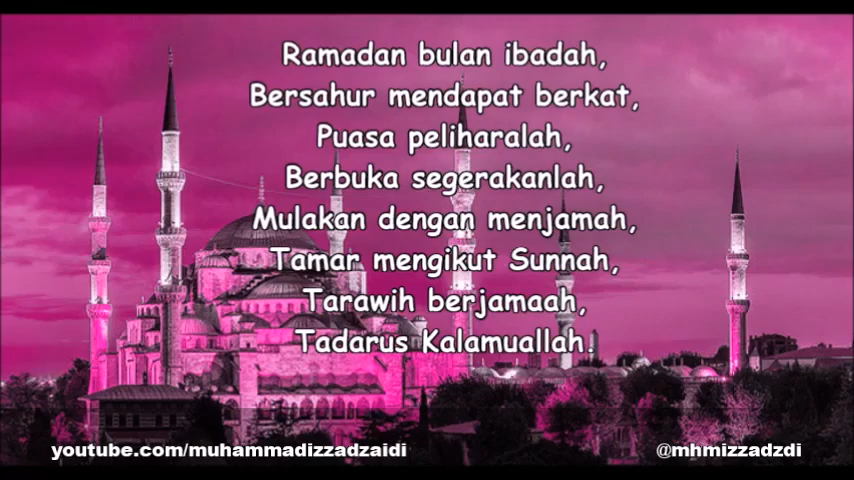 Ramadan bulan ibadah,
Bersahur mendapat berkat,
Puasa peliharalah,
Berbuka segerakanlah,
Mulakan dengan menjamah,
Tamar mengikut Sunnah,
Tarawih berjamaah,
Tadarus Kalamuallah.
youtube.com/muhammadizzadzaidi
@mhmizzadzdi